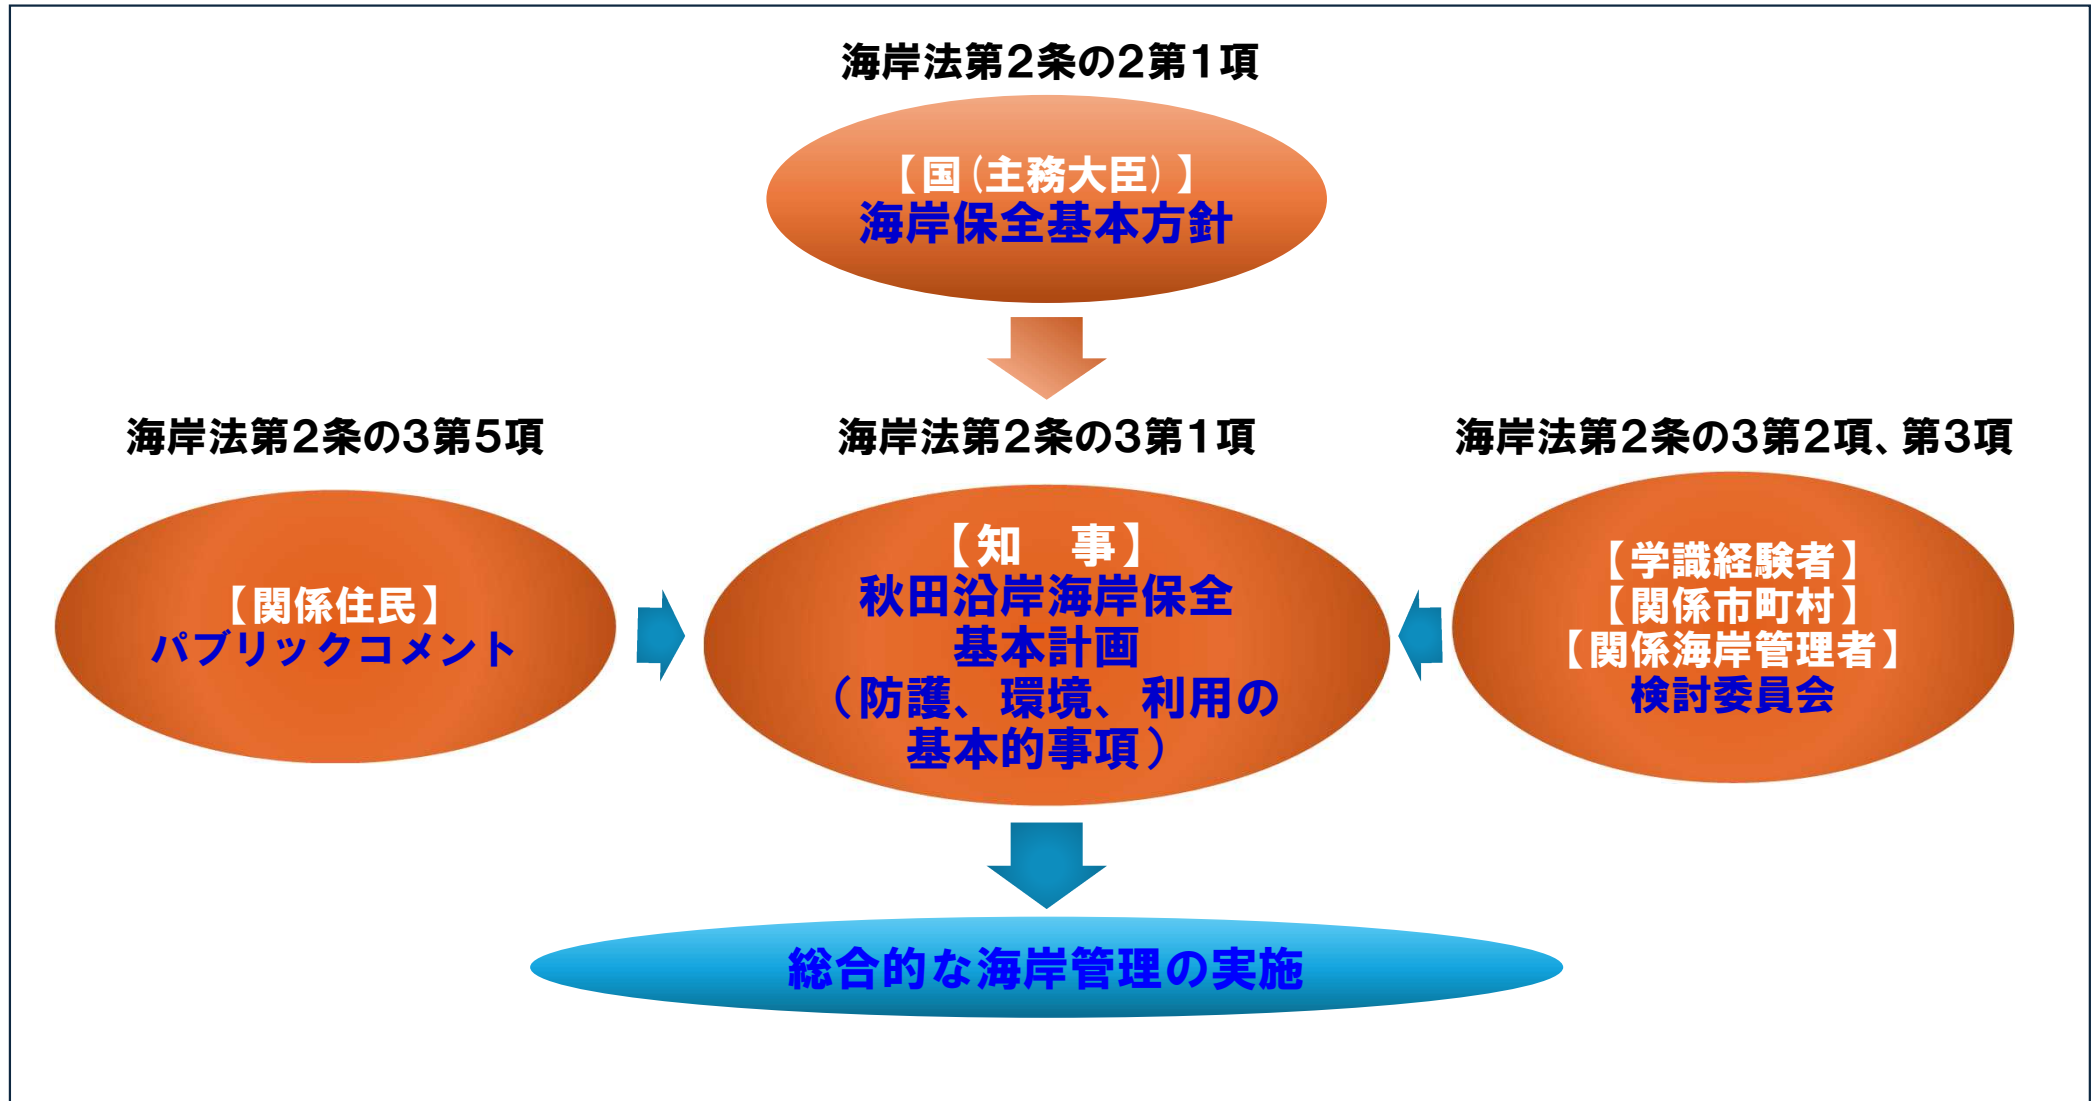 海岸法第2条の2第1項
【国(主務大臣)】
海岸保全基本方針
海岸法第2条の3第5項
【関係住民】
パブリックコメント
海岸法第2条の3第1項
【知　事】
秋田沿岸海岸保全
基本計画
（防護、環境、利用の
基本的事項）
海岸法第2条の3第2項、第3項
【学識経験者】
【関係市町村】
【関係海岸管理者】
検討委員会
総合的な海岸管理の実施